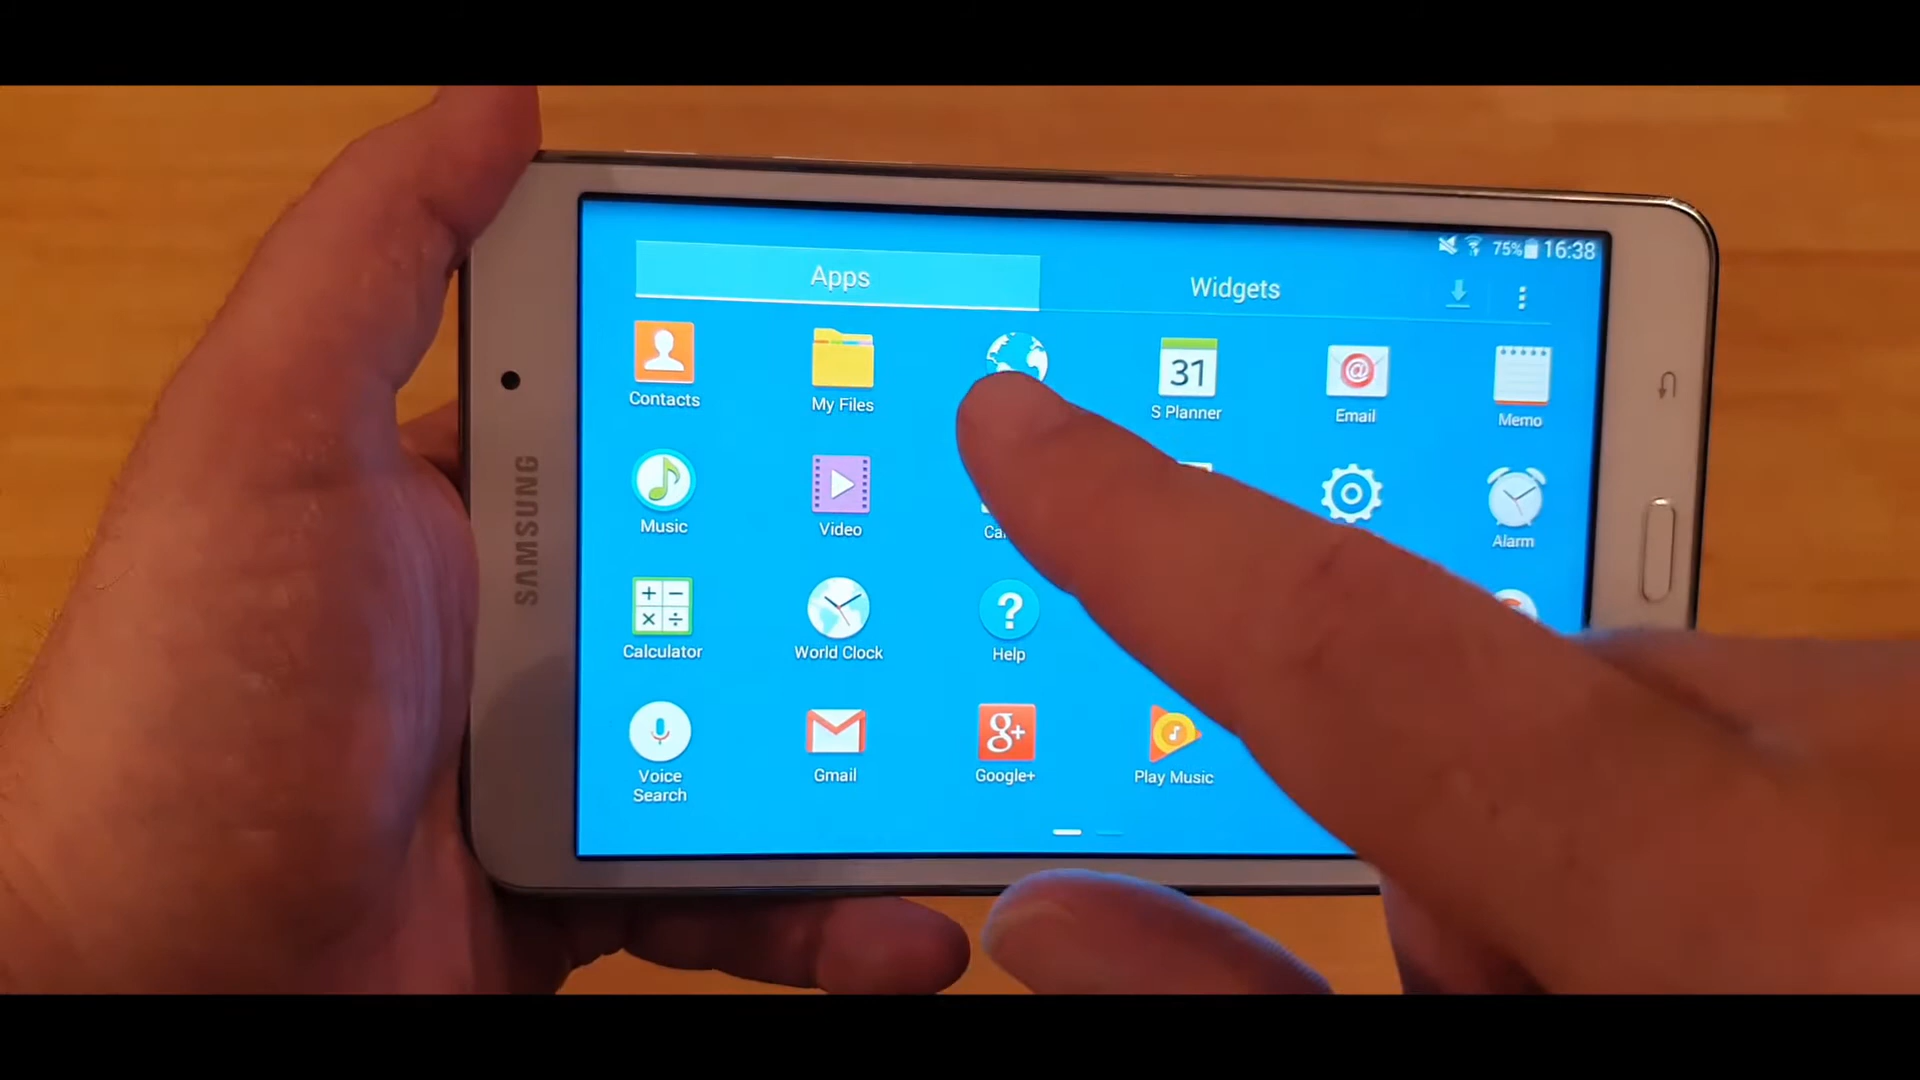 75% 16:38
Apps
Widgets
31
@
Contacts
My Files
S Planner
Email
Memo
SAMSUNG
Music
Video
Alarm
Calculator
World Clock
?
Help
g+
Voice
Search
Gmail
Google+
Play Music